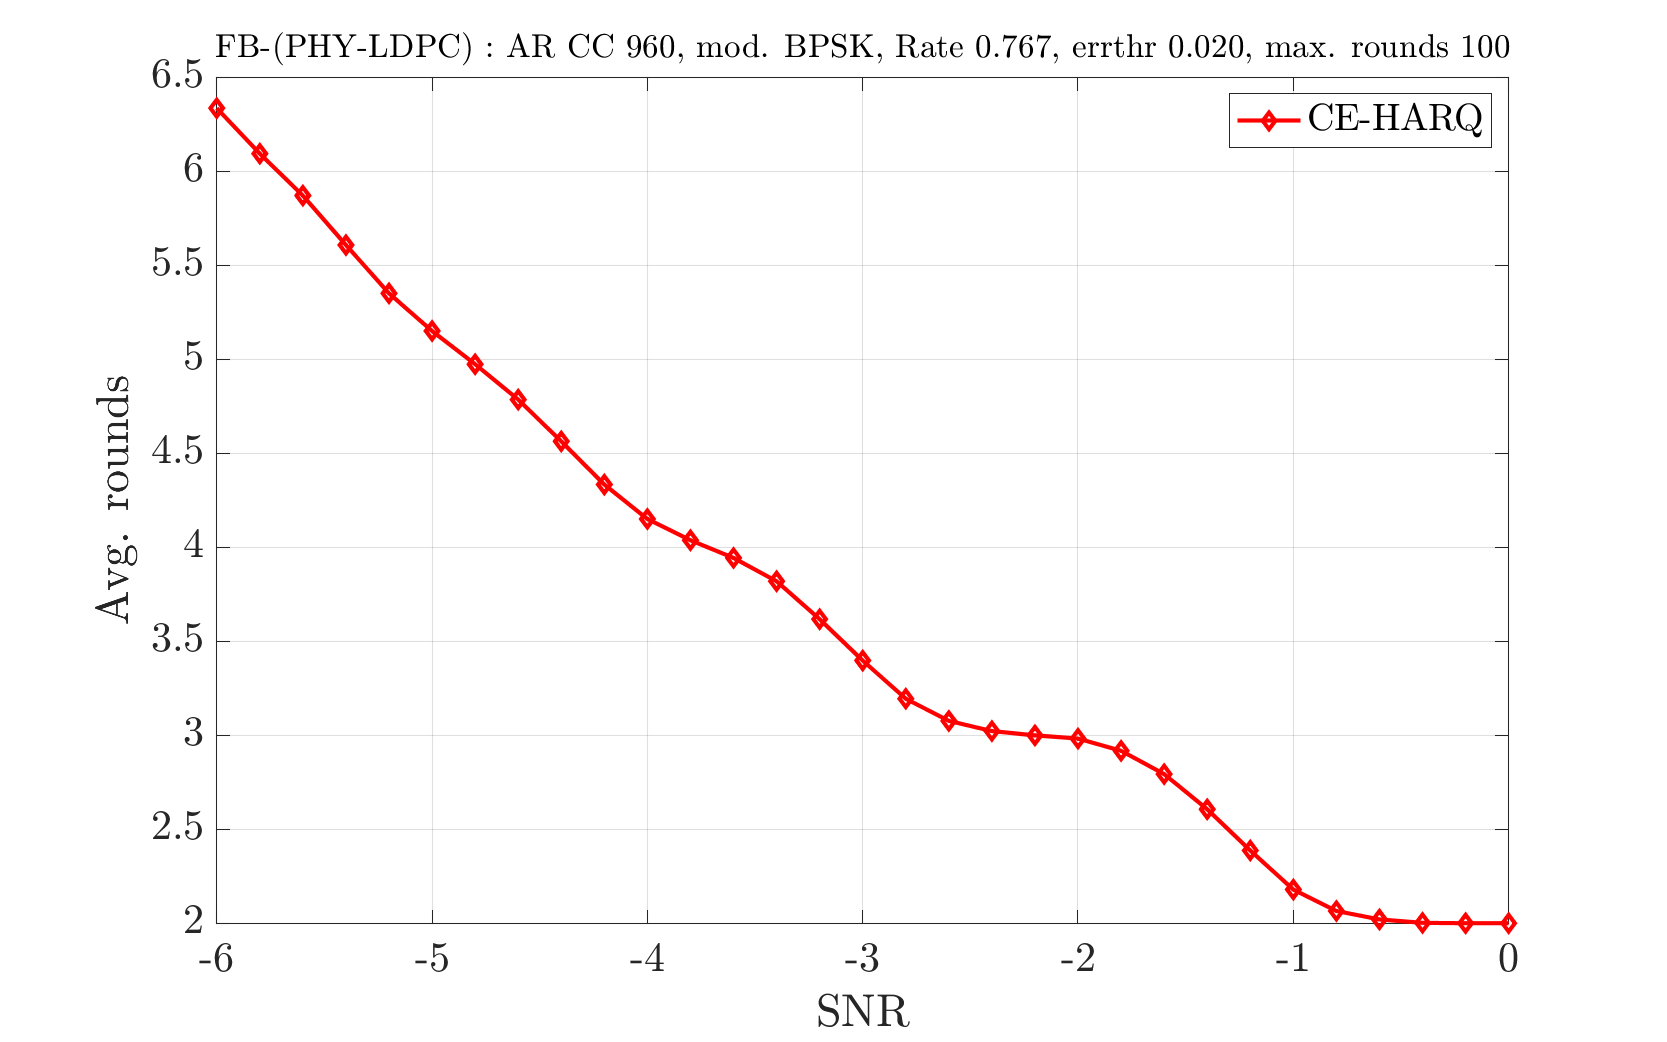 FB-(PHY-LDPC) : AR CC 960, mod. BPSK, Rate 0.767, errthr 0.020, max. rounds 100
CE-HARQ
6.5
6
5.5
5
4.5
4
3.5
3
2.5
2
Avg. rounds
-6 -5 -4 -3 -2 -1 0
SNR